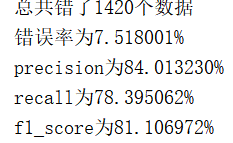 总共错了1420个数据
错误率为7.518001%
precision为84.013230%
recall为78.395062%
f1_score为81.106972%